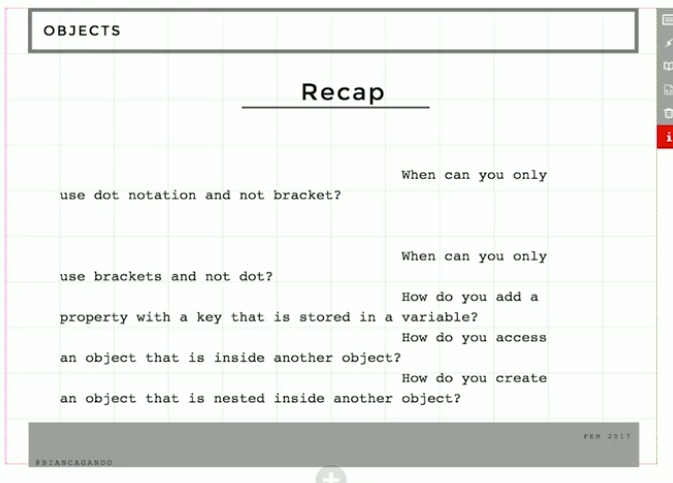 OBJECTS
Recap
When can you only
use dot notation and not bracket?
When can you only
use brackets and not dot?
How do you add a
property with a key that is stored in a variable?
How do you access
an object that is inside another object?
How do you create
an object that is nested inside another object?
FEM 2017
@BIANCAGANDO